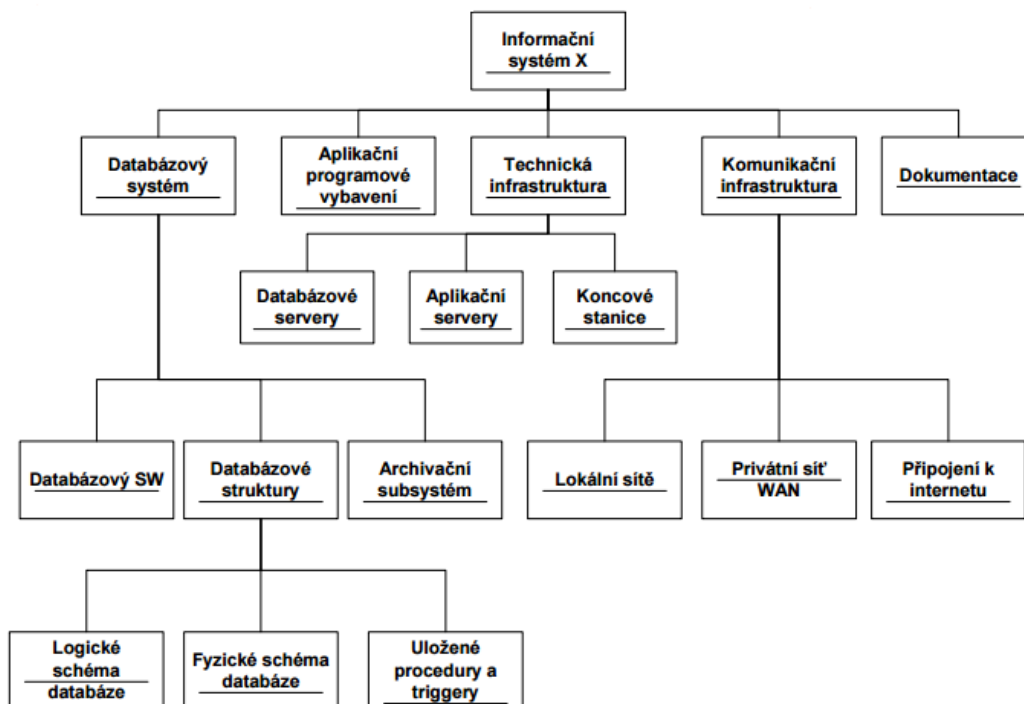 Informační
systém X
Databázový
systém
Aplikační
programové
vybavení
Technická
infrastruktura
Komunikační
infrastruktura
Dokumentace
Databázové
servery
Aplikační
servery
Koncové
stanice
Databázový SW
Databázové
struktury
Archivační
subsystém
Lokální sítě
Privátní síť
WAN
Připojení k
internetu
Logické
schéma
databáze
Fyzické schéma
databáze
Uložené
procedury a
triggery